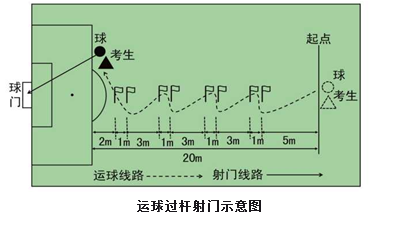 球
考生
起点
球
门
球
考生
2m 1m 3m 1m 3m 1m 3m 1m 5m
20m
运球线路 射门线路
运球过杆射门示意图